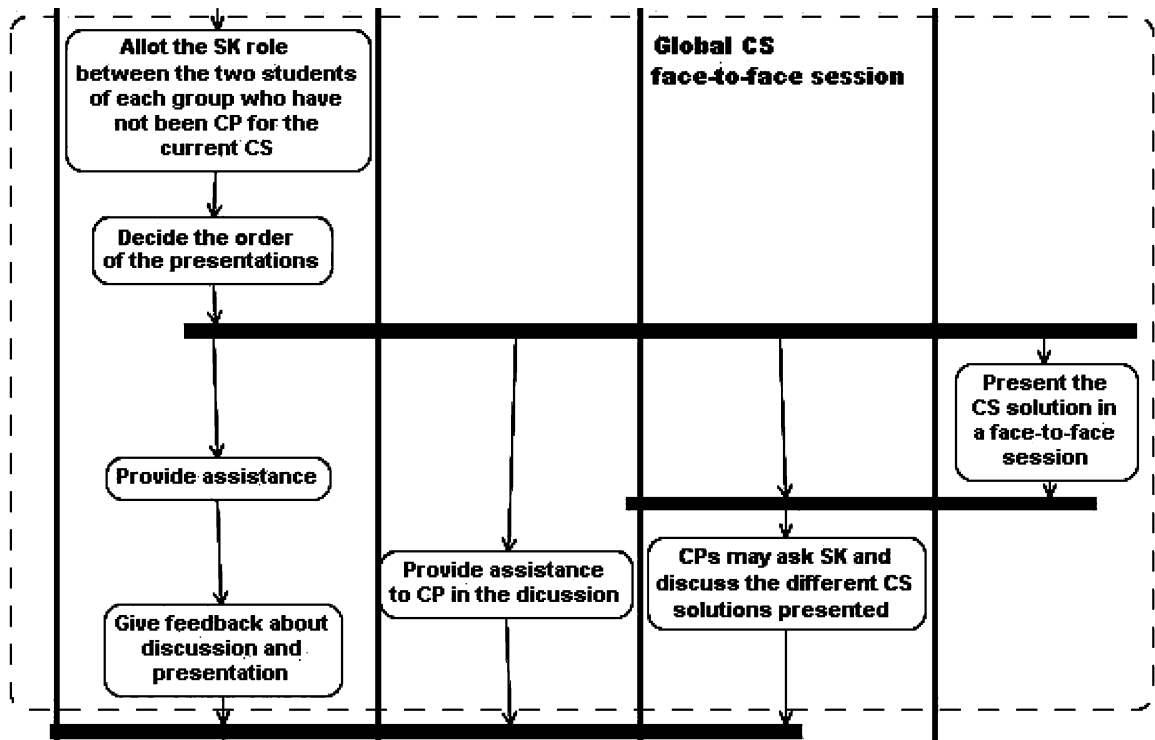 Allot the SK role
between the two students
of each group who have
not been CP for the
current CS
Global CS
face-to-face session
Decide the order
of the presentations
Present the
CS solution in
a face-to-face
session
Provide assistance
Provide assistance
to CP in the dicussion
CPs may ask SK and
discuss the different CS
solutions presented
Give feedback about
discussion and
presentation